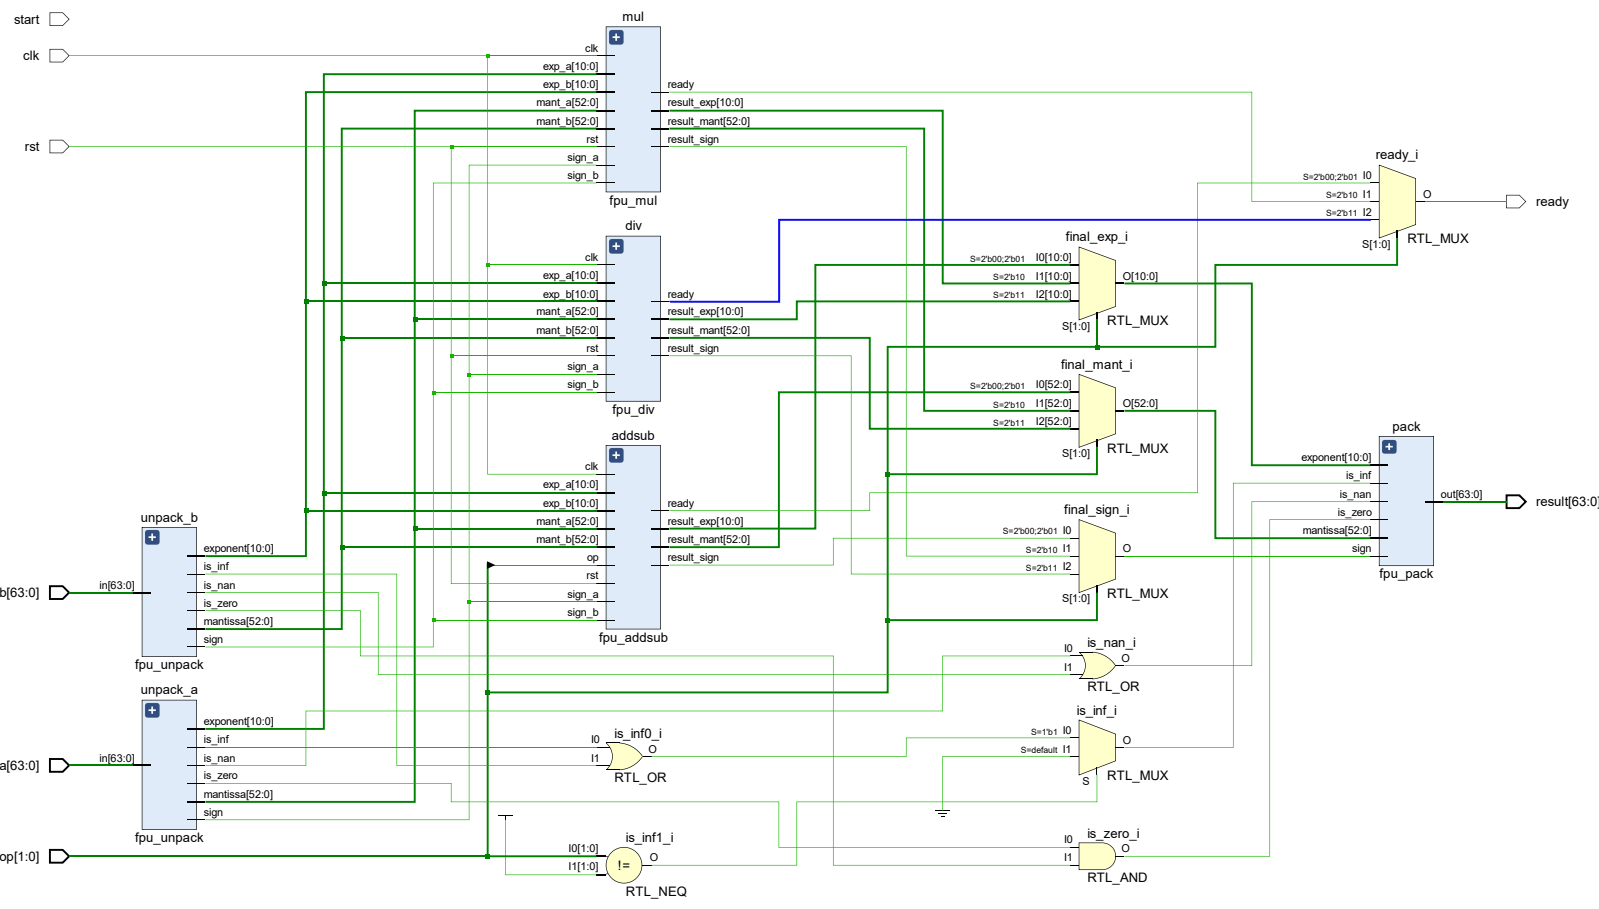 start
clk
rst
b[63:0]
a[63:0]
op[1:0]
unpack_b
in[63:0]
exponent[10:0]
is_inf
is_nan
is_zero
mantissa[52:0]
sign
fpu_unpack
unpack_a
in[63:0]
exponent[10:0]
is_inf
is_nan
is_zero
mantissa[52:0]
sign
fpu_unpack
mul
clk
exp_a[10:0]
exp_b[10:0]
mant_a[52:0]
mant_b[52:0]
rst
sign_a
sign_b
ready
result_exp[10:0]
result_mant[52:0]
result_sign
fpu_mul
div
clk
exp_a[10:0]
exp_b[10:0]
mant_a[52:0]
mant_b[52:0]
rst
sign_a
sign_b
ready
result_exp[10:0]
result_mant[52:0]
result_sign
fpu_div
addsub
clk
exp_a[10:0]
exp_b[10:0]
mant_a[52:0]
mant_b[52:0]
op
rst
sign_a
sign_b
ready
result_exp[10:0]
result_mant[52:0]
result_sign
fpu_addsub
is_inf0_i
I0
I1
O
RTL_OR
is_inf1_i
I0[1:0]
I1[1:0]
!=
O
RTL_NEQ
final_exp_i
S=2'b00;2'b01 I0[10:0]
S=2'b10 I1[10:0]
S=2'b11 I2[10:0]
O[10:0]
S[1:0]
RTL_MUX
final_mant_i
S=2'b00;2'b01 I0[52:0]
S=2'b10 I1[52:0]
S=2'b11 I2[52:0]
O[52:0]
S[1:0]
RTL_MUX
final_sign_i
S=2'b00;2'b01 I0
S=2'b10 I1
S=2'b11 I2
O
S[1:0]
RTL_MUX
is_nan_i
I0
I1
O
RTL_OR
is_inf_i
S=1'b1 I0
S=default I1
O
S
RTL_MUX
is_zero_i
I0
I1
O
RTL_AND
ready_i
S=2'b00;2'b01 I0
S=2'b10 I1
S=2'b11 I2
O
S[1:0]
RTL_MUX
ready
pack
exponent[10:0]
is_inf
is_nan
is_zero
mantissa[52:0]
sign
out[63:0]
fpu_pack
result[63:0]